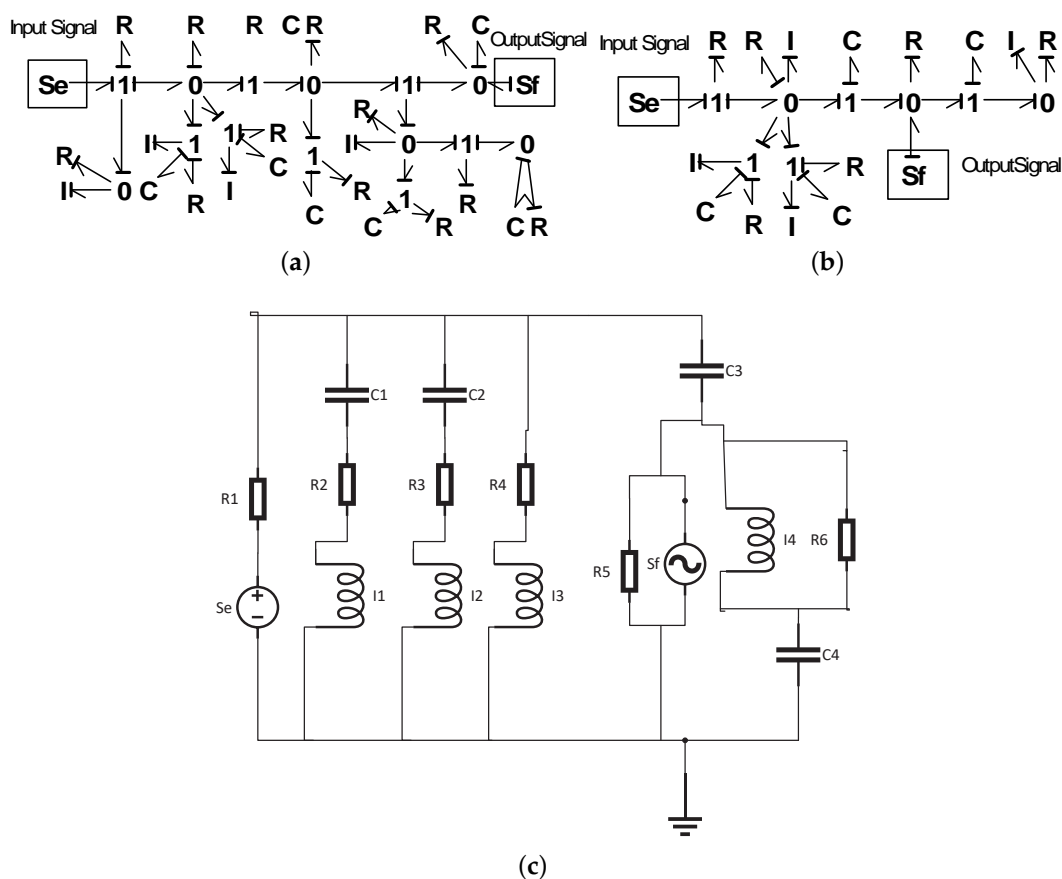 Input Signal R R R C R R C OutputSignal
Se 1 0 1 0 1 0 Sf
R I 0 I 1 C R 1 R C I 1 R C R I 0 1 0 1 C R R C R
(a)
Input Signal R R I C R C I R
Se 1 0 1 0 1 0
I 1 1 R Sf OutputSignal
C R I C
(b)
C3
C1 C2
R1 R2 R3 R4
I4 R6
R5 Sf
Se I1 I2 I3
C4
(c)